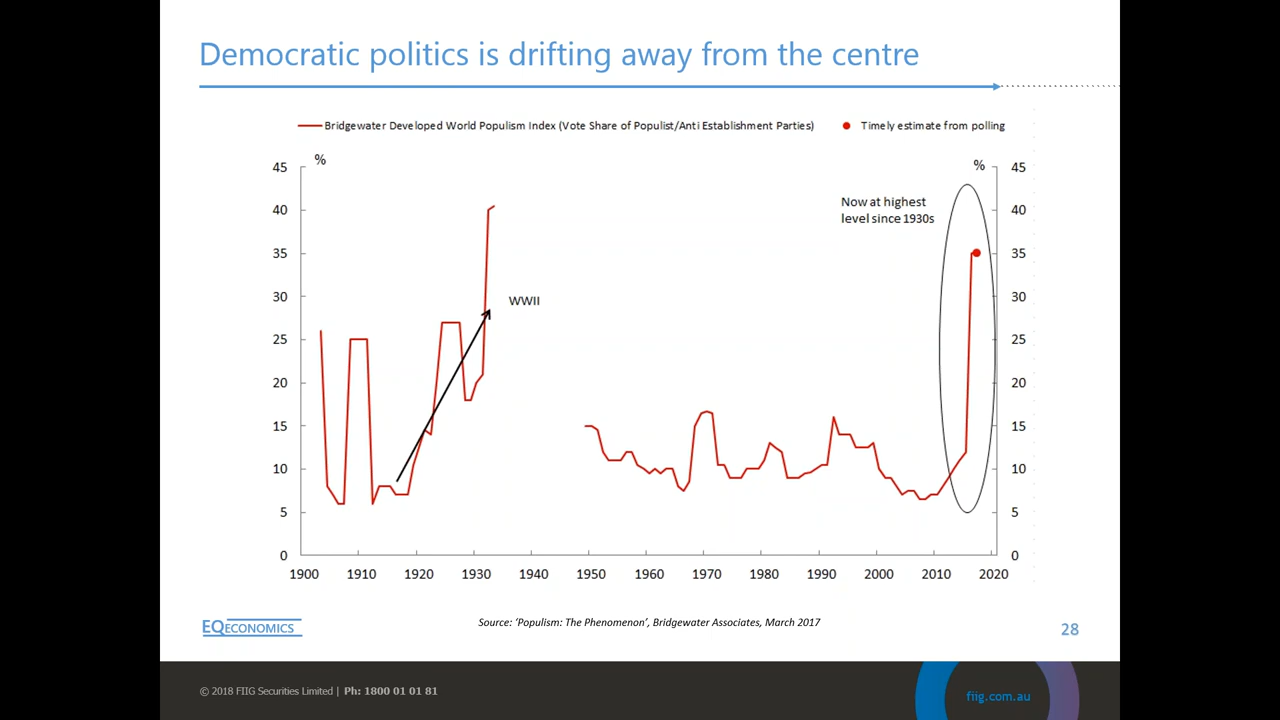 Democratic politics is drifting away from the centre
Bridgewater Developed World Populism Index (Vote Share of Populist/Anti Establishment Parties)
Timely estimate from polling
%
%
45
40
35
30
25
20
15
10
5
0
Now at highest
level since 1930s
WWII
45
40
35
30
25
20
15
10
5
0
1900 1910 1920 1930 1940 1950 1960 1970 1980 1990 2000 2010 2020
EQECONOMICS
Source: ‘Populism: The Phenomenon’, Bridgewater Associates, March 2017
28
© 2018 FIIG Securities Limited | Ph: 1800 01 01 81
fiig.com.au